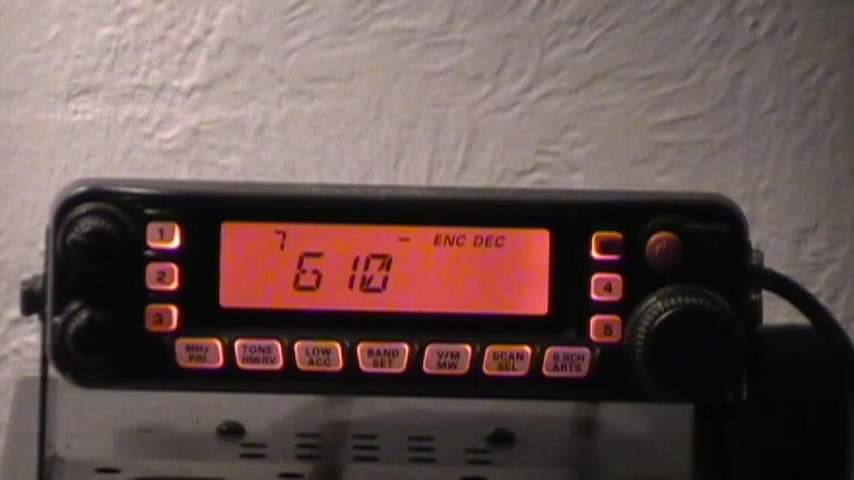 1
2
3
7 - ENC DEC
610
4
5
MHz
PRI
TONE
HM/RV
LOW
ACC
BAND
SET
V/M
MW
SCAN
SEL
S.SCH
ARTS